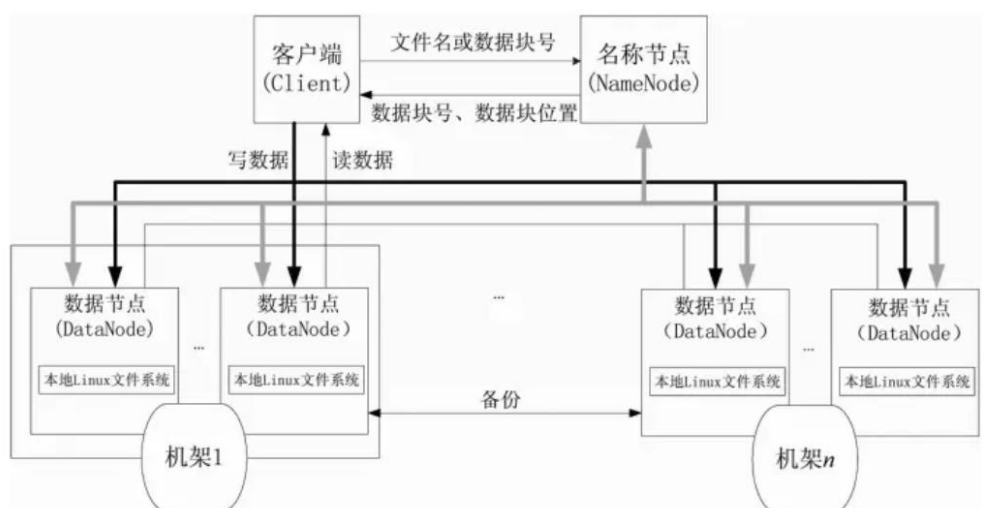 客户端
(Client)
文件名或数据块号
名称节点
(NameNode)
数据块号、数据块位置
写数据
读数据
数据节点
(DataNode)
...
本地Linux文件系统
数据节点
(DataNode）
本地Linux文件系统
...
数据节点
（DataNode）
...
本地Linux文件系统
数据节点
（DataNode）
本地Linux文件系统
备份
机架1
机架n